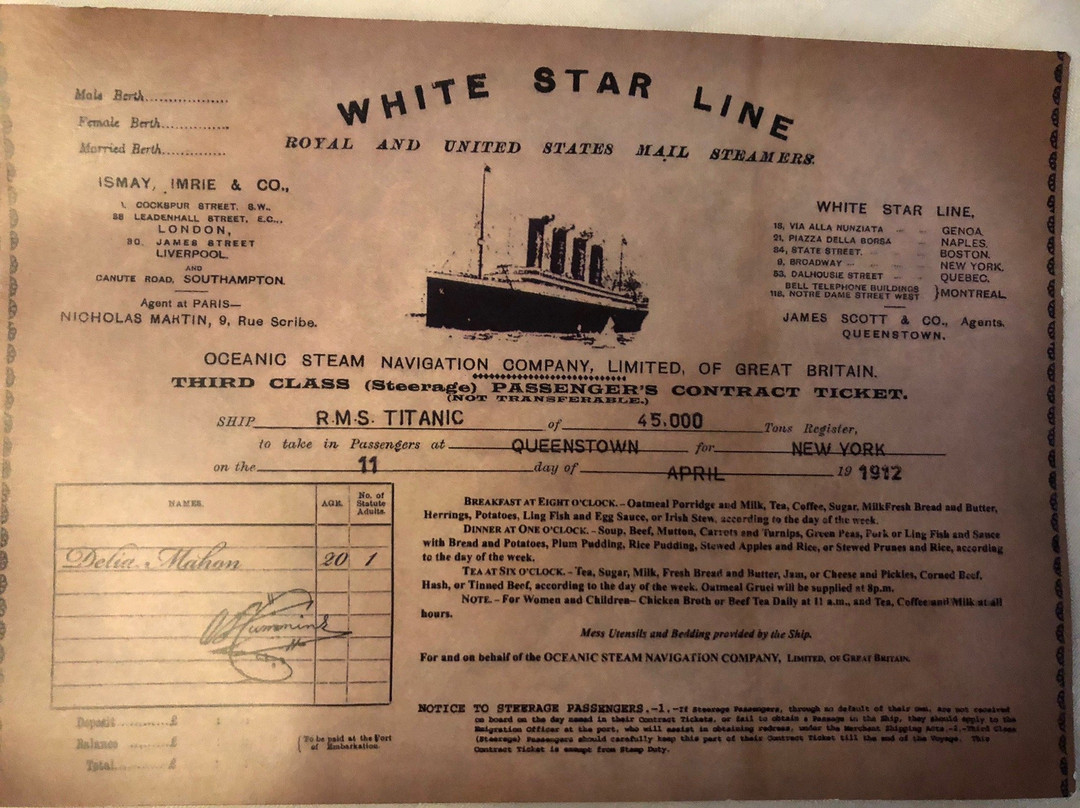 Male Berth....................
Female Berth................
Married Berth..............
WHITE STAR LINE
ROYAL AND UNITED STATES MAIL STEAMERS.
ISMAY, IMRIE & CO.,
1, COCKSPUR STREET, S.W.,
38 LEADENHALL STREET, E.C.,
LONDON,
30, JAMES STREET
LIVERPOOL.
AND
CANUTE ROAD, SOUTHAMPTON.
Agent at PARIS—
NICHOLAS MARTIN, 9, Rue Scribe.
WHITE STAR LINE,
VIA ALLA NUNZIATA GENOA.
21, PIAZZA DELLA BORSA NAPLES.
84, STATE STREET. BOSTON.
9, BROADWAY NEW YORK.
53, DALHOUSIE STREET QUEBEC.
BELL TELEPHONE BUILDINGS
118, NOTRE DAME STREET WEST }MONTREAL
JAMES SCOTT & CO., Agents.
QUEENSTOWN.
OCEANIC STEAM NAVIGATION COMPANY, LIMITED, OF GREAT BRITAIN.
THIRD CLASS (Steerage) PASSENGER'S CONTRACT TICKET.
(NOT TRANSFERABLE.)
SHIP R.M.S. TITANIC of 45.000 Tons Register,
to take in Passengers at QUEENSTOWN for NEW YORK
on the 11 day of APRIL 19 1912
NAMES. AGE. No. of Statute Adults.
Delia Mahon 20 1
Breakfast at Eight o'clock. – Oatmeal Porridge and Milk, Tea, Coffee, Sugar, MilkFresh Bread and Butter,
Herrings, Potatoes, Ling Fish and Egg Sauce, or Irish Stew, according to the day of the week.
Dinner at One o'clock. – Soup, Beef, Mutton, Carrots and Turnips, Green Peas, Pork or Ling Fish and Sauce
with Bread and Potatoes, Plum Pudding, Rice Pudding, Stewed Apples and Rice, or Stewed Prunes and Rice, according
to the day of the week.
Tea at Six o'clock. – Tea, Sugar, Milk, Fresh Bread and Butter, Jam, or Cheese and Pickles, Corned Beef,
Hash, or Tinned Beef, according to the day of the week. Oatmeal Gruel will be supplied at 8p.m.
Note. – For Women and Children– Chicken Broth or Beef Tea Daily at 11 a.m., and Tea, Coffee and Milk at all
hours.
Mess Utensils and Bedding provided by the Ship.
For and on behalf of the OCEANIC STEAM NAVIGATION COMPANY, Limited, of Great Britain.
Deposit ............£ :
Balance ............£ :
Total...............£ :
{To be paid at the Port
of Embarkation.
NOTICE TO STEERAGE PASSENGERS.-1.-If Steerage Passengers, through no default of their own, are not received
on board on the day named in their Contract Tickets, or fail to obtain a Passage in the Ship, they should apply to the
Emigration Officer at the port, who will assist in obtaining redress, under the Merchant Shipping Acts Third Class
(Steerage) Passengers should carefully keep this part of their Contract Ticket till the end of the Voyage. This
Contract Ticket is exempt from Stamp Duty.